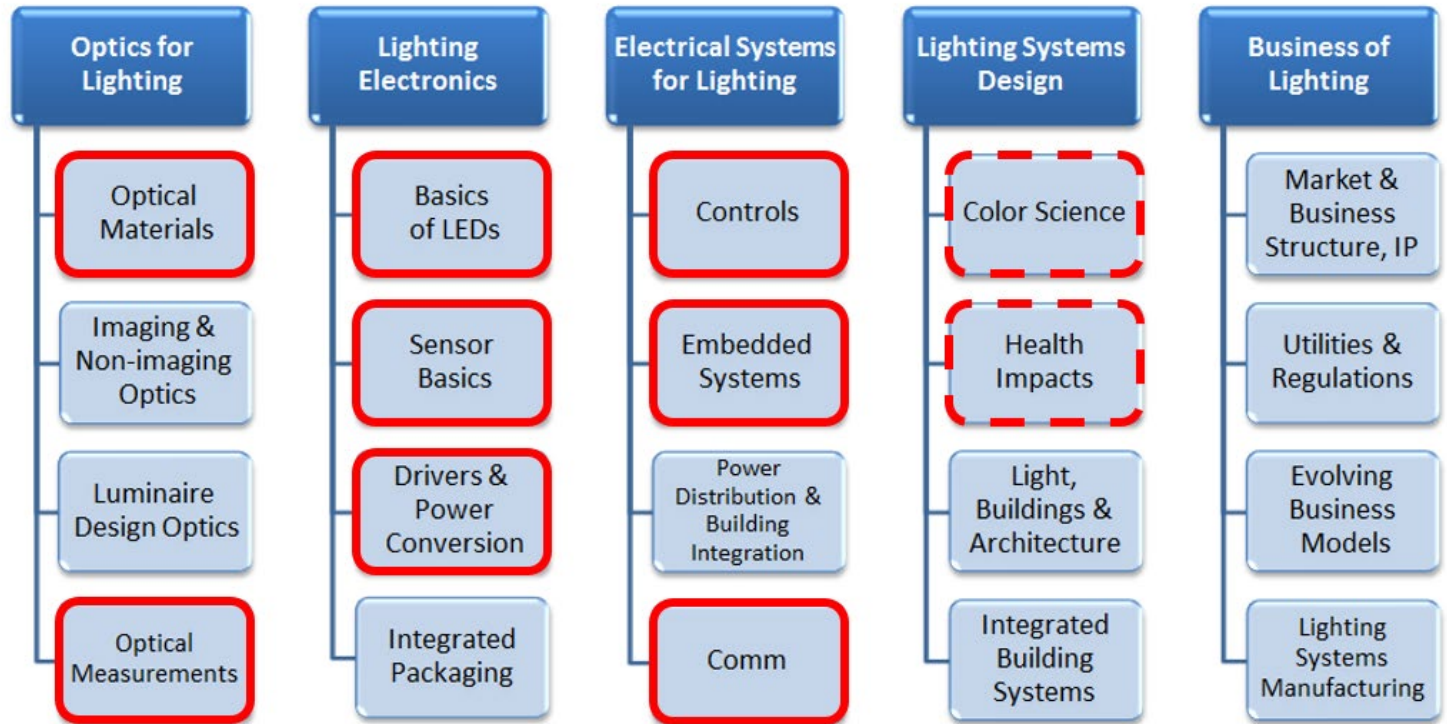 Optics for
Lighting
Lighting
Electronics
Electrical Systems
for Lighting
Lighting Systems
Design
Business of
Lighting
Optical
Materials
Imaging &
Non-imaging
Optics
Luminaire
Design Optics
Optical
Measurements
Basics
of LEDs
Sensor
Basics
Drivers &
Power
Conversion
Integrated
Packaging
Controls
Embedded
Systems
Power
Distribution &
Building
Integration
Comm
Color Science
Health
Impacts
Light,
Buildings &
Architecture
Integrated
Building
Systems
Market &
Business
Structure, IP
Utilities &
Regulations
Evolving
Business
Models
Lighting
Systems
Manufacturing